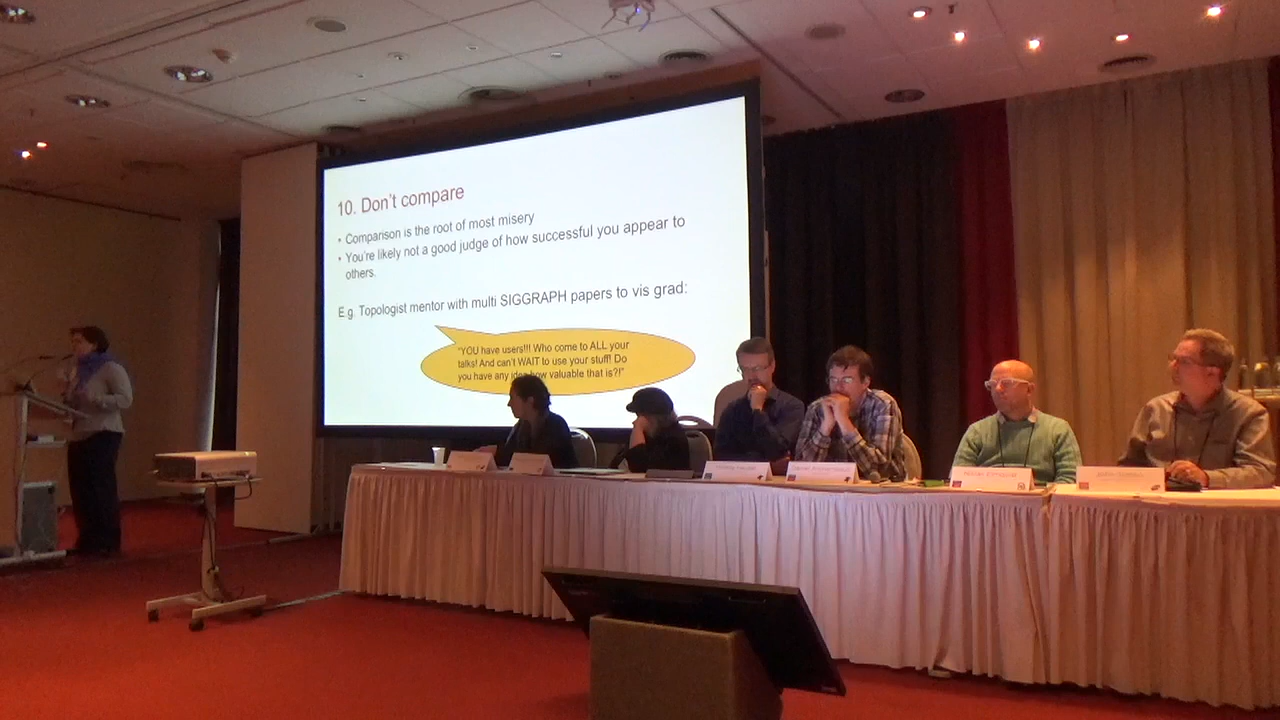 10. Don't compare
• Comparison is the root of most misery
• You're likely not a good judge of how successful you appear to
others.
E.g. Topologist mentor with multi SIGGRAPH papers to vis grad:
"YOU have users!!! Who come to ALL your
talks! And can't WAIT to use your stuff! Do
you have any idea how valuable that is?!"